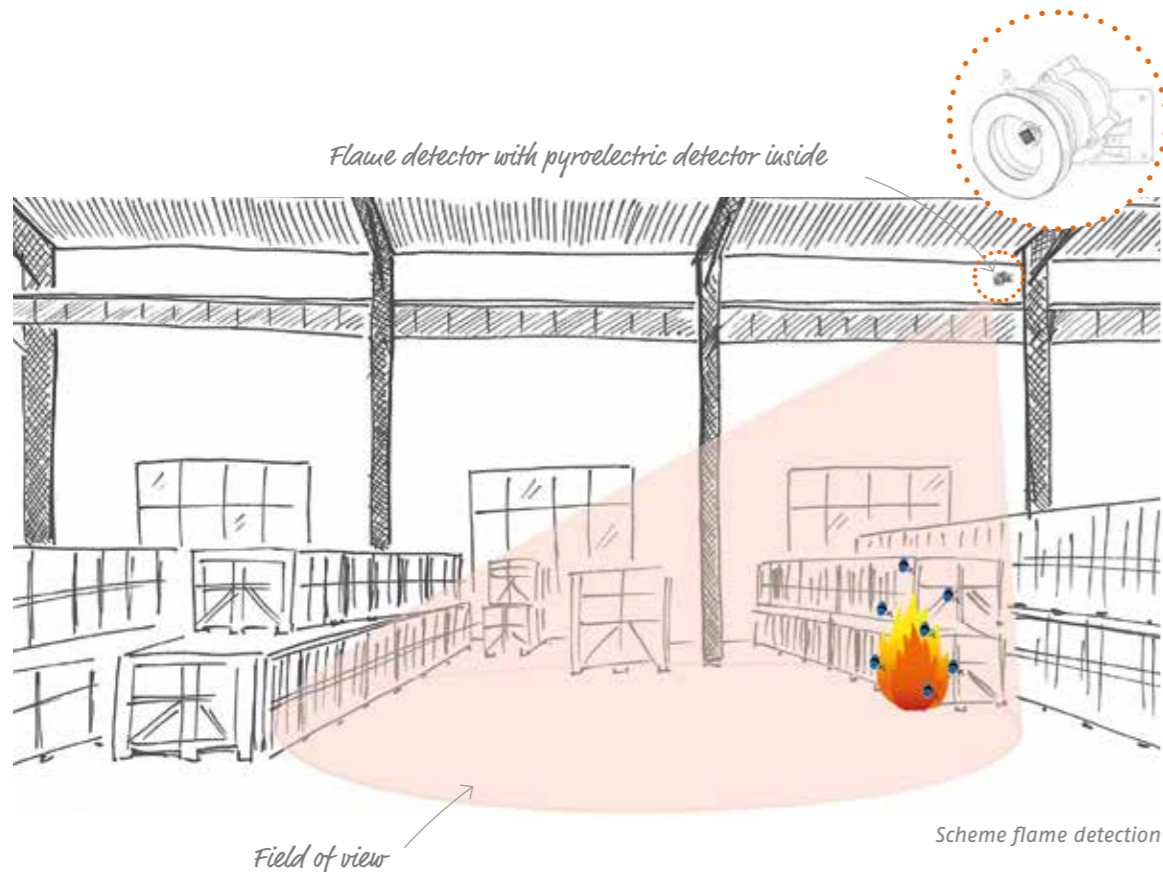 Flame detector with pyroelectric detector inside
Field of view
Scheme flame detection